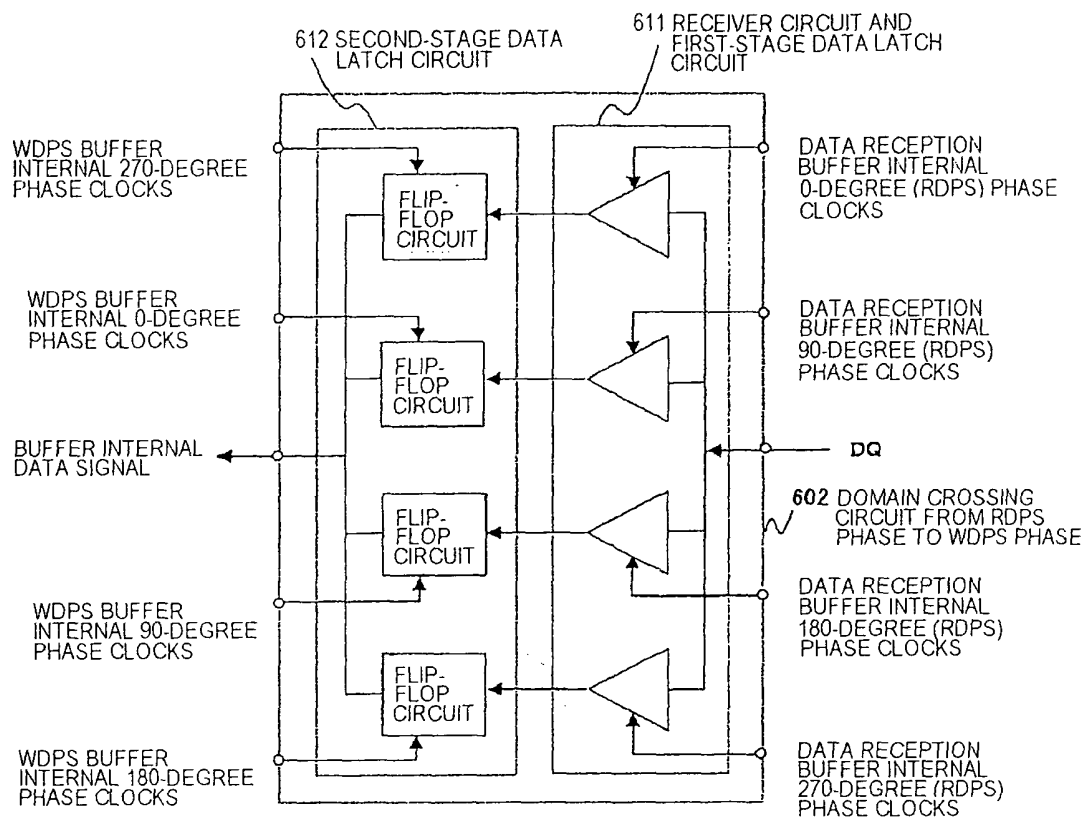 612 SECOND-STAGE DATA
LATCH CIRCUIT
611 RECEIVER CIRCUIT AND
FIRST-STAGE DATA LATCH
CIRCUIT
WDPS BUFFER
INTERNAL 270-DEGREE
PHASE CLOCKS
FLIP-
FLOP
CIRCUIT
DATA RECEPTION
BUFFER INTERNAL
0-DEGREE (RDPS) PHASE
CLOCKS
WDPS BUFFER
INTERNAL 0-DEGREE
PHASE CLOCKS
FLIP-
FLOP
CIRCUIT
DATA RECEPTION
BUFFER INTERNAL
90-DEGREE (RDPS)
PHASE CLOCKS
BUFFER INTERNAL
DATA SIGNAL
DQ
602 DOMAIN CROSSING
CIRCUIT FROM RDPS
PHASE TO WDPS PHASE
FLIP-
FLOP
CIRCUIT
WDPS BUFFER
INTERNAL 90-DEGREE
PHASE CLOCKS
DATA RECEPTION
BUFFER INTERNAL
180-DEGREE (RDPS)
PHASE CLOCKS
FLIP-
FLOP
CIRCUIT
WDPS BUFFER
INTERNAL 180-DEGREE
PHASE CLOCKS
DATA RECEPTION
BUFFER INTERNAL
270-DEGREE (RDPS)
PHASE CLOCKS